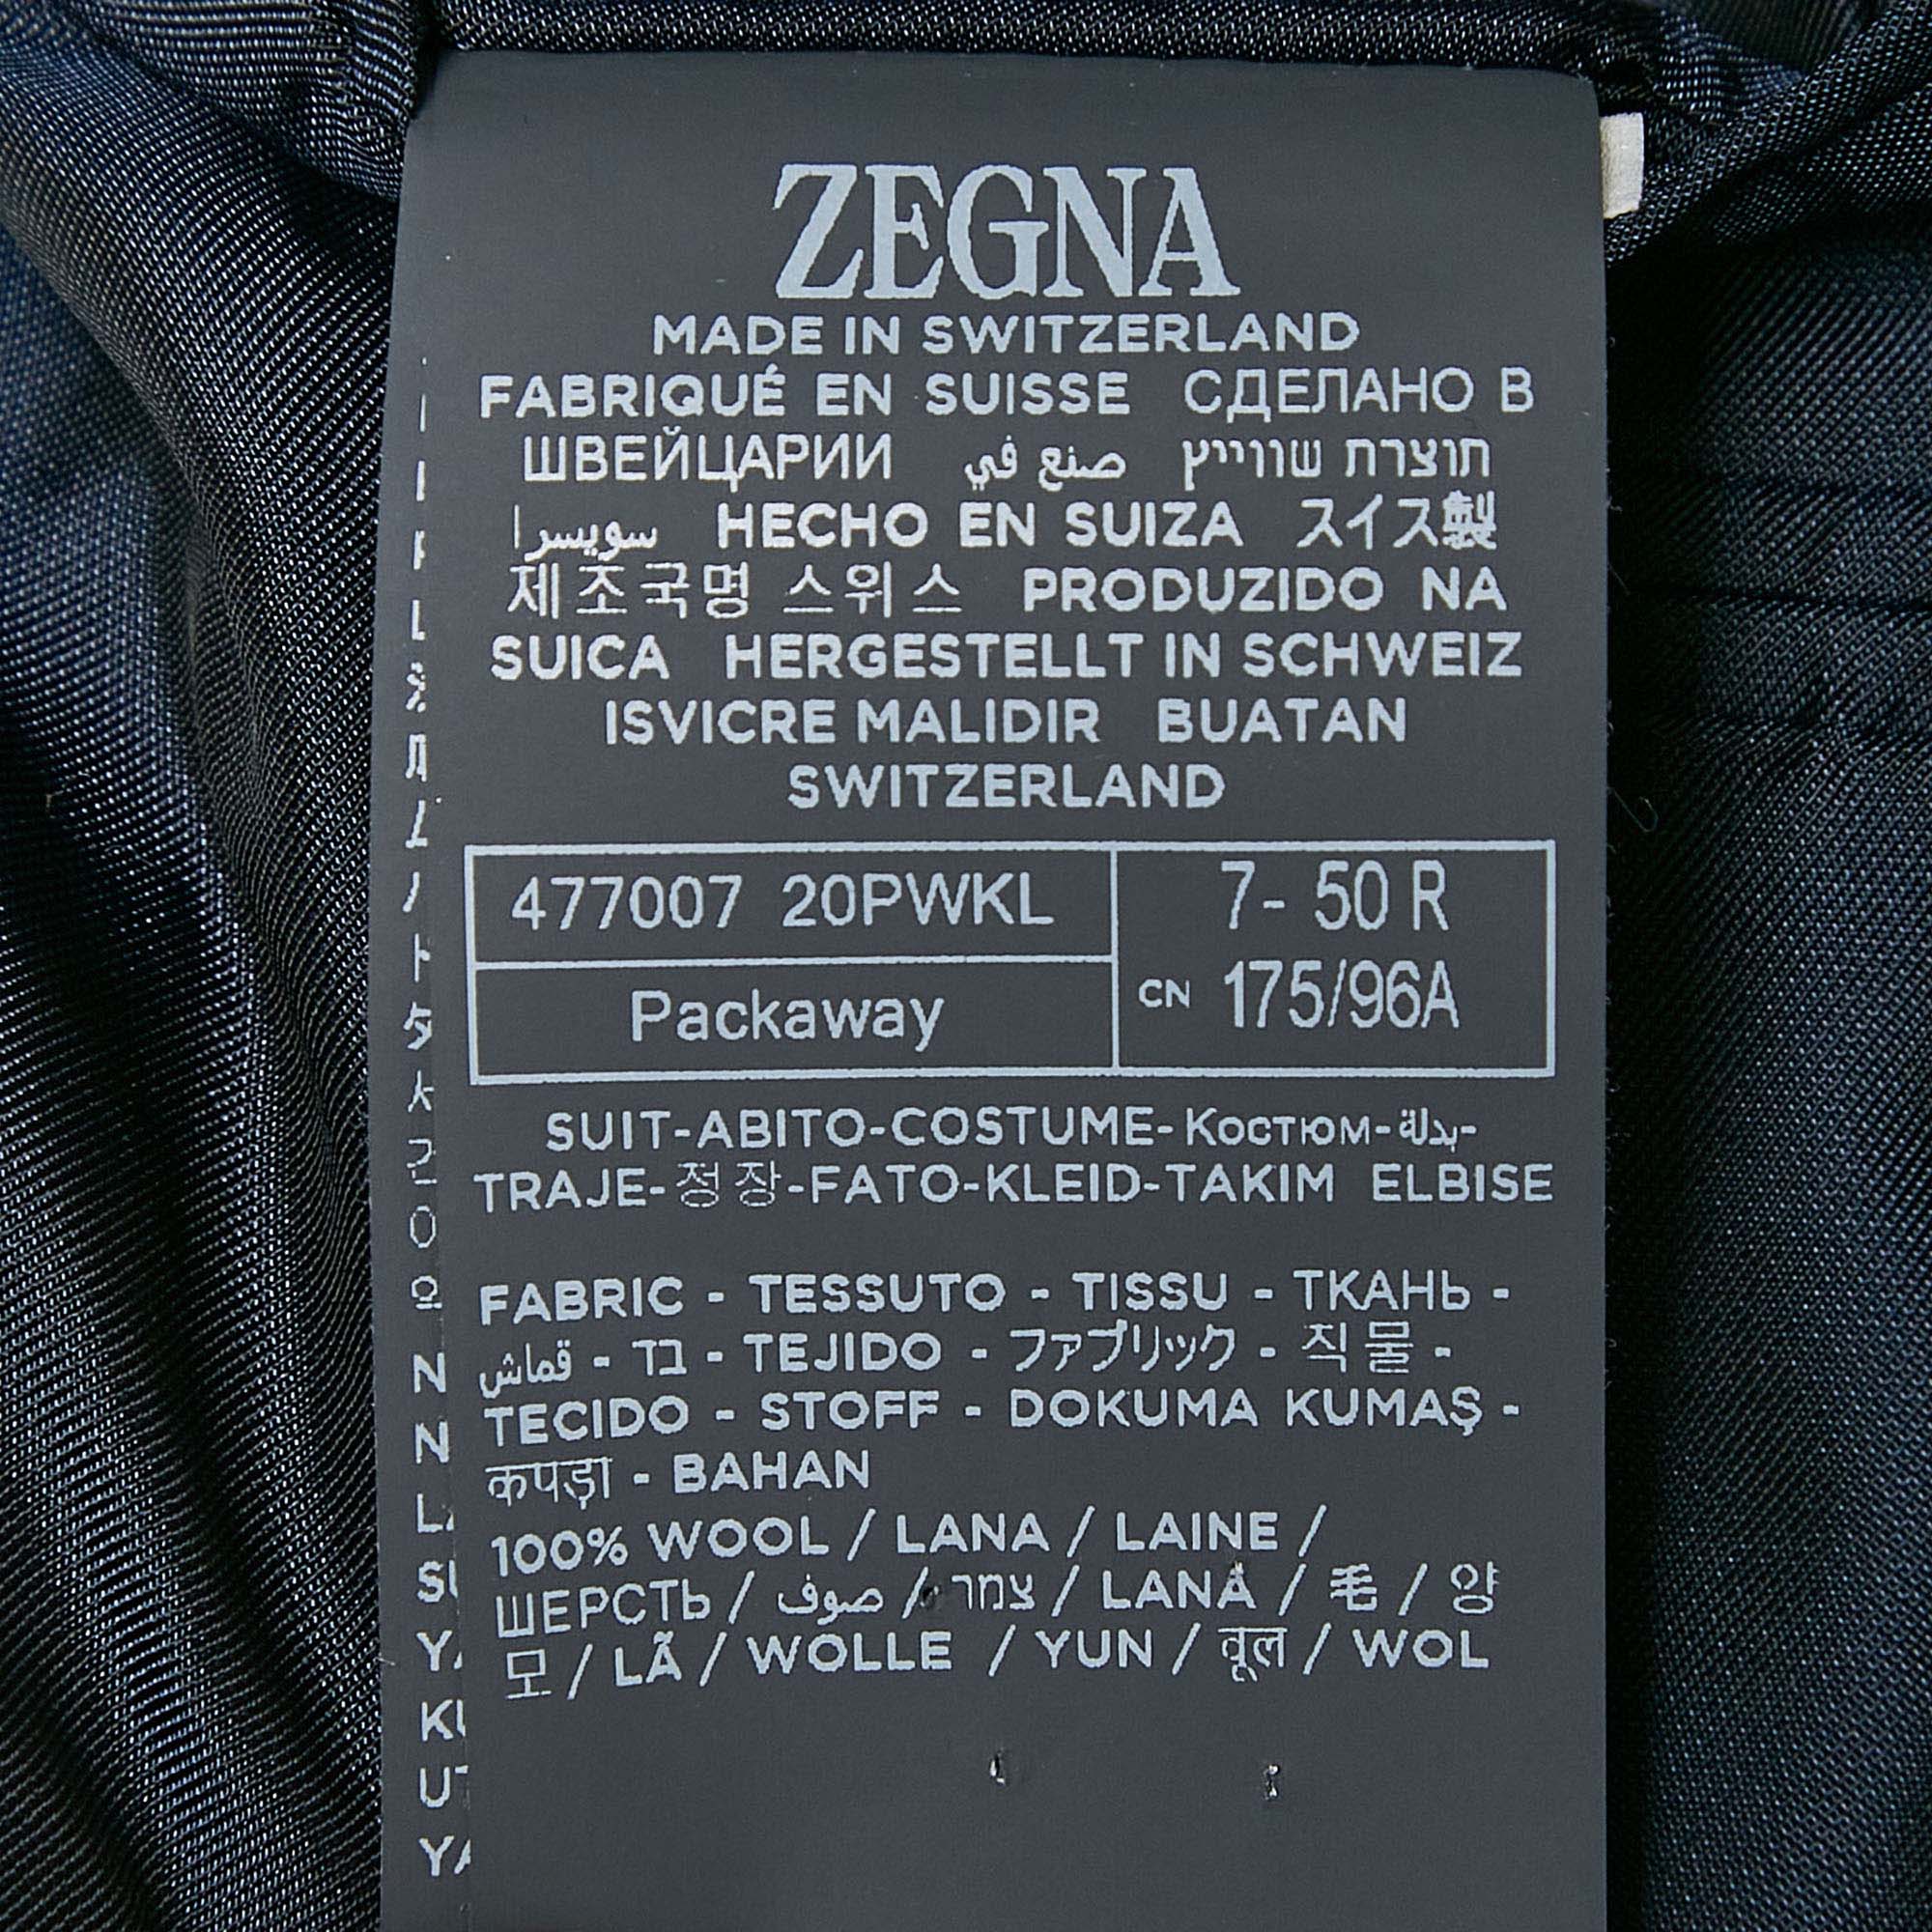 ZEGNA
MADE IN SWITZERLAND
FABRIQUÉ EN SUISSE СДЕЛАНО В
ШВЕЙЦАРИИ صنع في תוצרת שווייץ
سويسرا HECHO EN SUIZA スイス製
제조국명 스위스 PRODUZIDO NA
SUICA HERGESTELLT IN SCHWEIZ
ISVICRE MALIDIR BUATAN
SWITZERLAND
477007 20PWKL 7- 50 R
Packaway CN 175/96A
SUIT-ABITO-COSTUME-Костюм-بدلة-
TRAJE-정장-FATO-KLEID-TAKIM ELBISE
FABRIC - TESSUTO - TISSU - ТКАНЬ -
قماش - בד - TEJIDO - ファブリック - 직물 -
TECIDO - STOFF - DOKUMA KUMAŞ -
कपड़ा - BAHAN
100% WOOL / LANA / LAINE /
ШЕРСТЬ / صوف / צמר / LANA / 毛 / 양
모 / LÃ / WOLLE / YUN / वूल / WOL